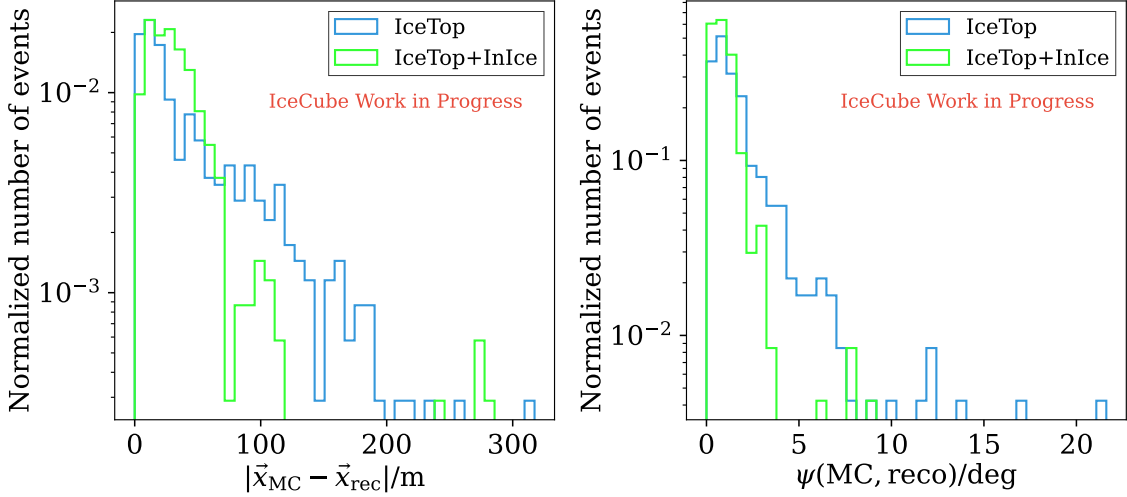 Normalized number of events
10⁻²
10⁻³
IceTop
IceTop+InIce
IceCube Work in Progress
0
100
200
300
|x⃗MC − x⃗rec|/m
Normalized number of events
10⁻¹
10⁻²
IceTop
IceTop+InIce
IceCube Work in Progress
0
5
10
15
20
ψ(MC, reco)/deg